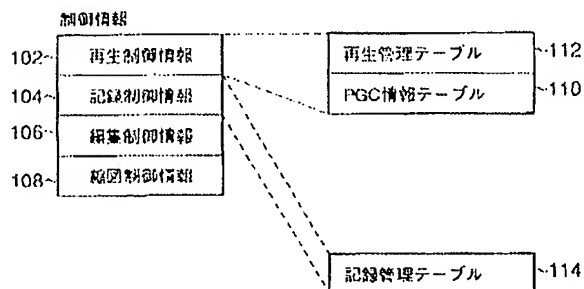 制御情報
102 再生制御情報
104 記録制御情報
106 編集制御情報
108 縮図制御情報
再生管理テーブル 112
PGC情報テーブル 110
記録管理テーブル 114